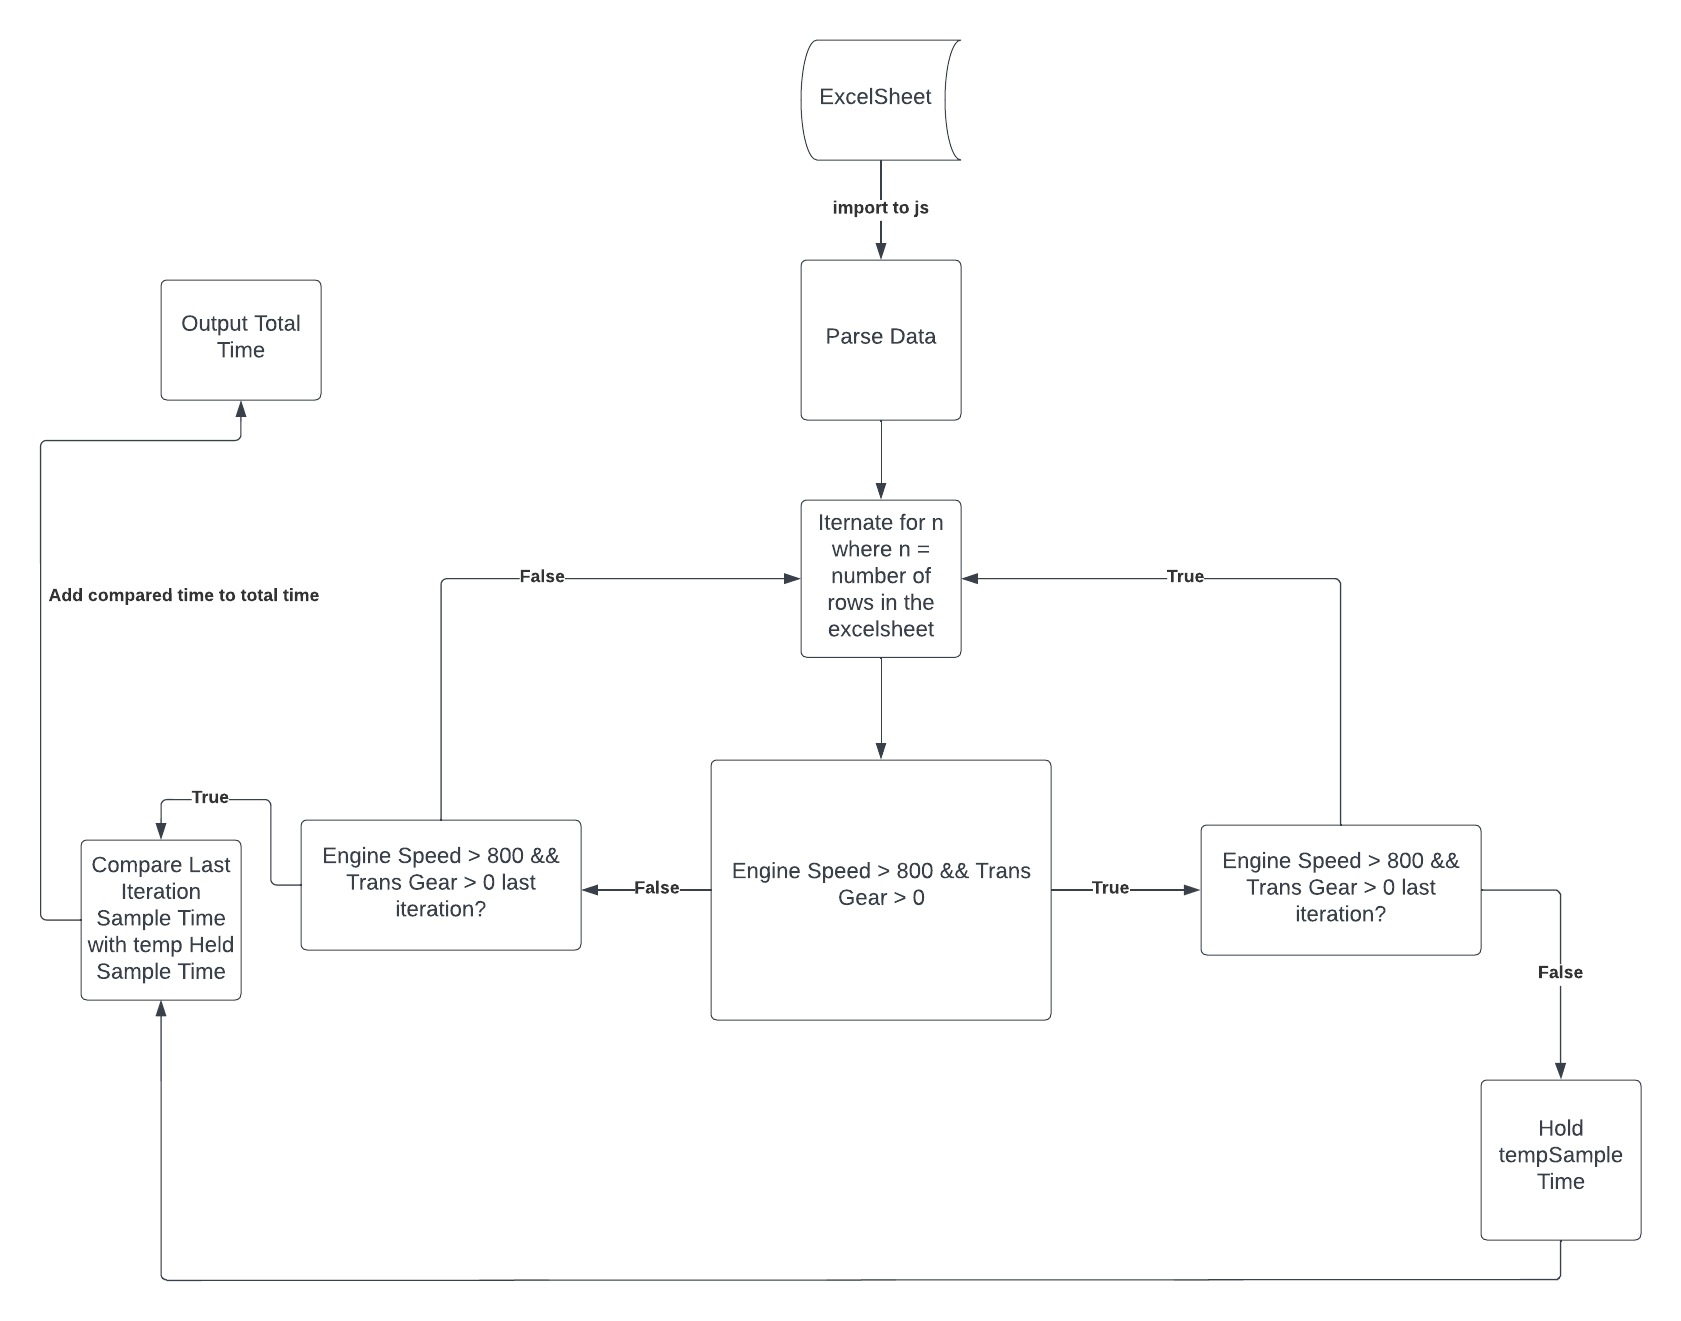 ExcelSheet
import to js
Parse Data
Output Total
Time
Iternate for n
where n =
number of
rows in the
excelsheet
False
True
Add compared time to total time
True
Compare Last
Iteration
Sample Time
with temp Held
Sample Time
Engine Speed > 800 &&
Trans Gear > 0 last
iteration?
False
Engine Speed > 800 && Trans
Gear > 0
True
Engine Speed > 800 &&
Trans Gear > 0 last
iteration?
False
Hold
tempSample
Time